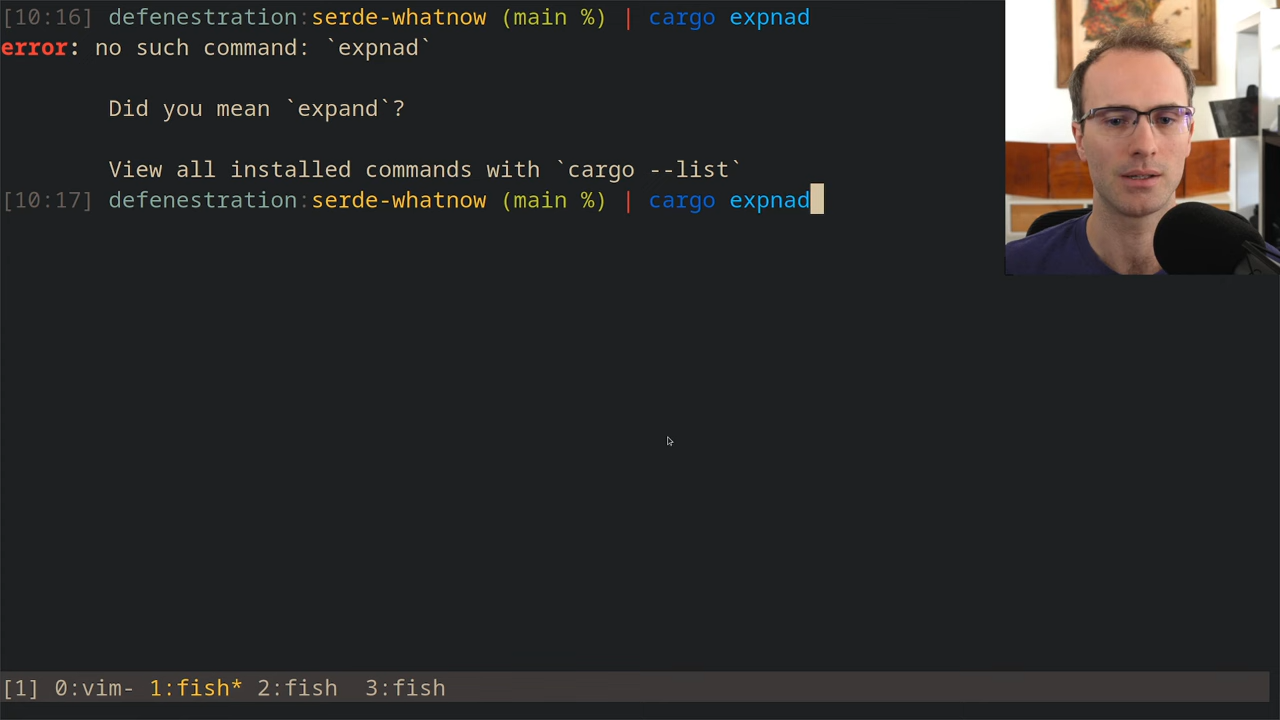 [10:16] defenestration:serde-whatnow (main %) | cargo expnad
error: no such command: `expnad`
Did you mean `expand`?
View all installed commands with `cargo --list`
[10:17] defenestration:serde-whatnow (main %) | cargo expnad
[1] 0:vim- 1:fish* 2:fish 3:fish